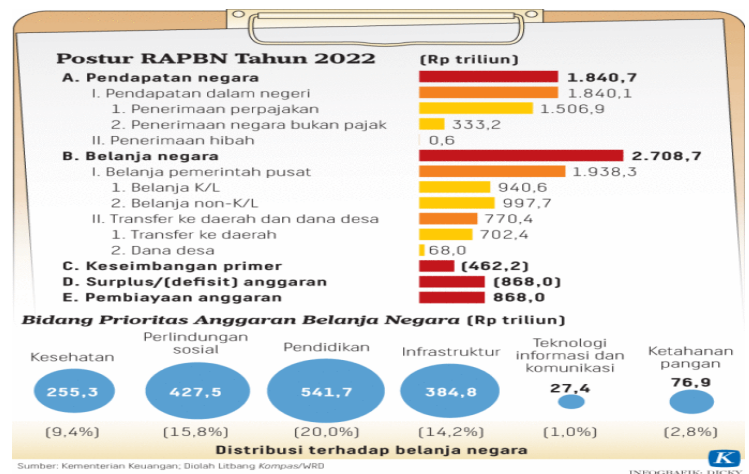 Postur RAPBN Tahun 2022 (Rp triliun)
A. Pendapatan negara 1.840,7
I. Pendapatan dalam negeri 1.840,1
1. Penerimaan perpajakan 1.506,9
2. Penerimaan negara bukan pajak 333,2
II. Penerimaan hibah 0,6
B. Belanja negara 2.708,7
I. Belanja pemerintah pusat 1.938,3
1. Belanja K/L 940,6
2. Belanja non-K/L 997,7
II. Transfer ke daerah dan dana desa 770,4
1. Transfer ke daerah 702,4
2. Dana desa 68,0
C. Keseimbangan primer (462,2)
D. Surplus/(defisit) anggaran (868,0)
E. Pembiayaan anggaran 868,0
Bidang Prioritas Anggaran Belanja Negara (Rp triliun)
Kesehatan
255,3
(9,4%)
Perlindungan
sosial
427,5
(15,8%)
Pendidikan
541,7
(20,0%)
Infrastruktur
384,8
(14,2%)
Teknologi
informasi dan
komunikasi
27,4
(1,0%)
Ketahanan
pangan
76,9
(2,8%)
Distribusi terhadap belanja negara
Sumber: Kementerian Keuangan; Diolah Litbang Kompas/WRD
K
INFOGRAFIK: DICKY